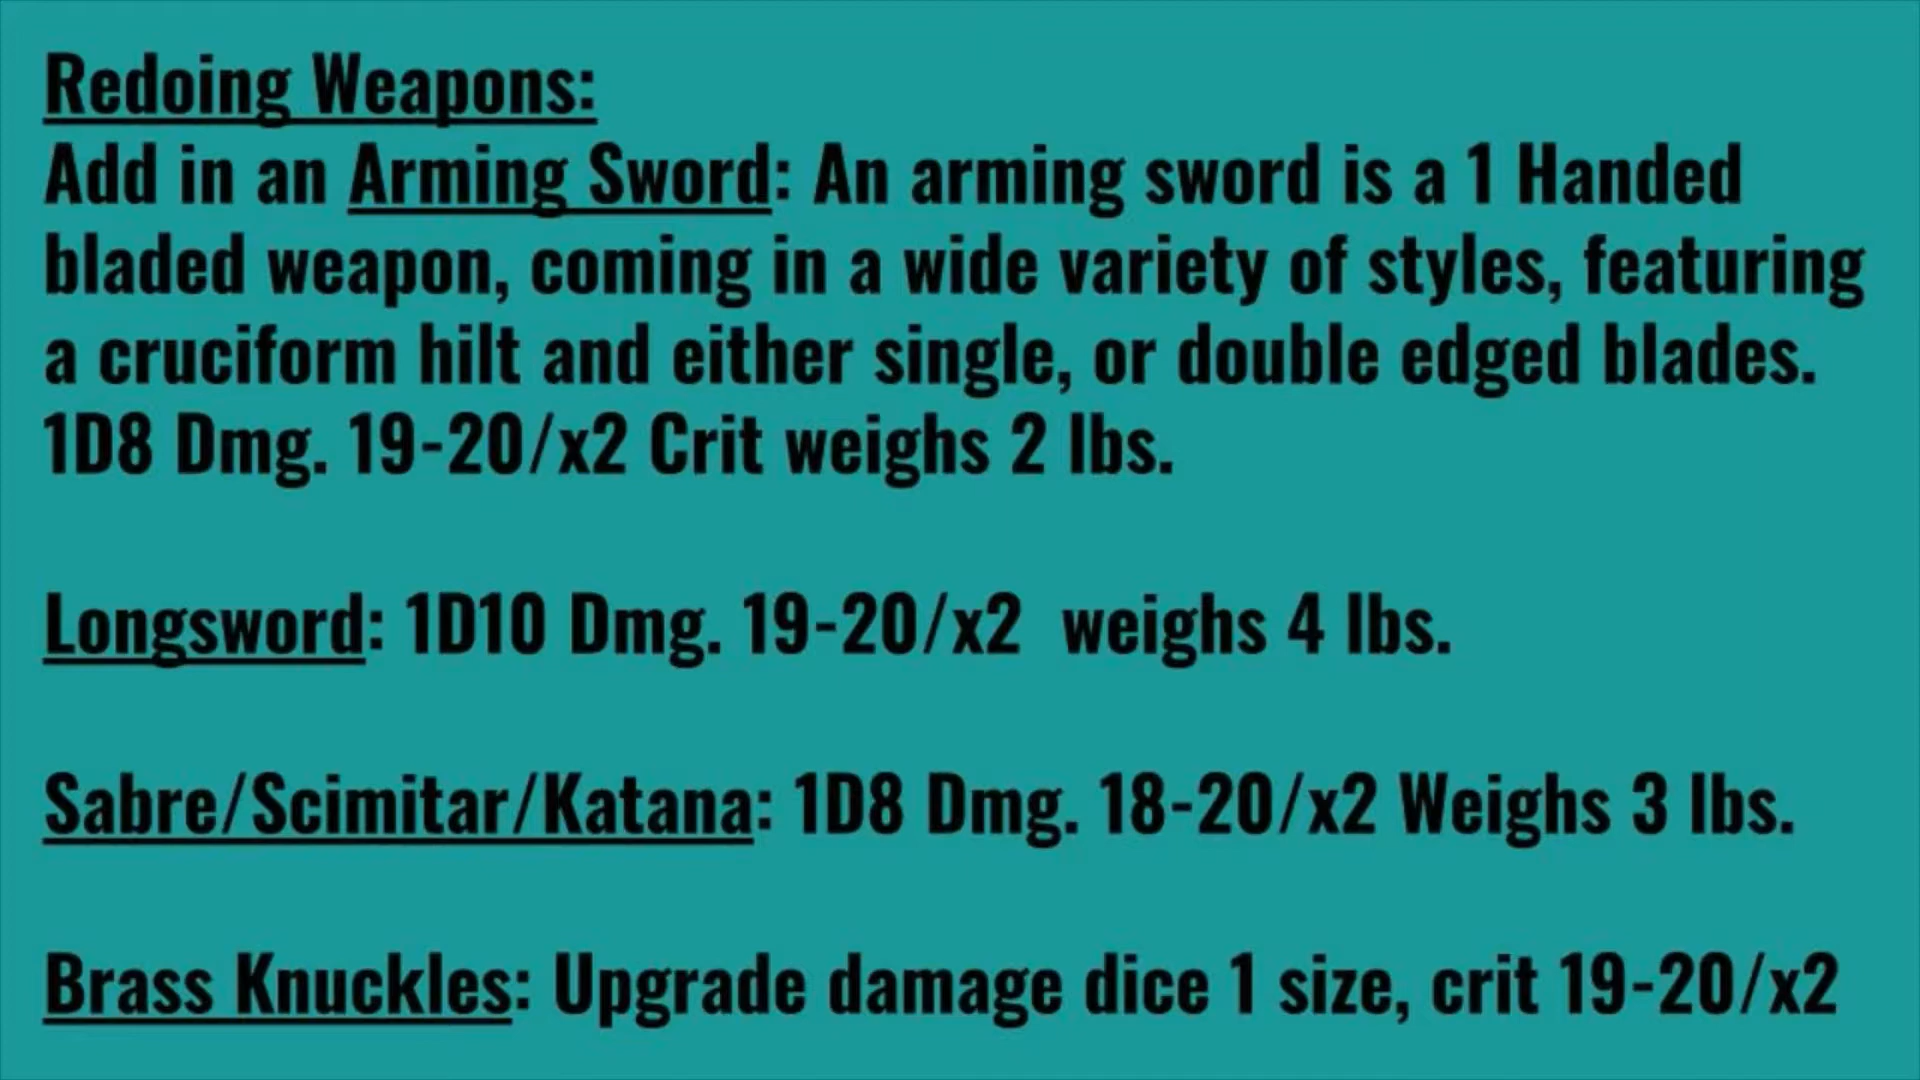 Redoing Weapons:
Add in an Arming Sword: An arming sword is a 1 Handed
bladed weapon, coming in a wide variety of styles, featuring
a cruciform hilt and either single, or double edged blades.
1D8 Dmg. 19-20/x2 Crit weighs 2 lbs.
Longsword: 1D10 Dmg. 19-20/x2  weighs 4 lbs.
Sabre/Scimitar/Katana: 1D8 Dmg. 18-20/x2 Weighs 3 lbs.
Brass Knuckles: Upgrade damage dice 1 size, crit 19-20/x2